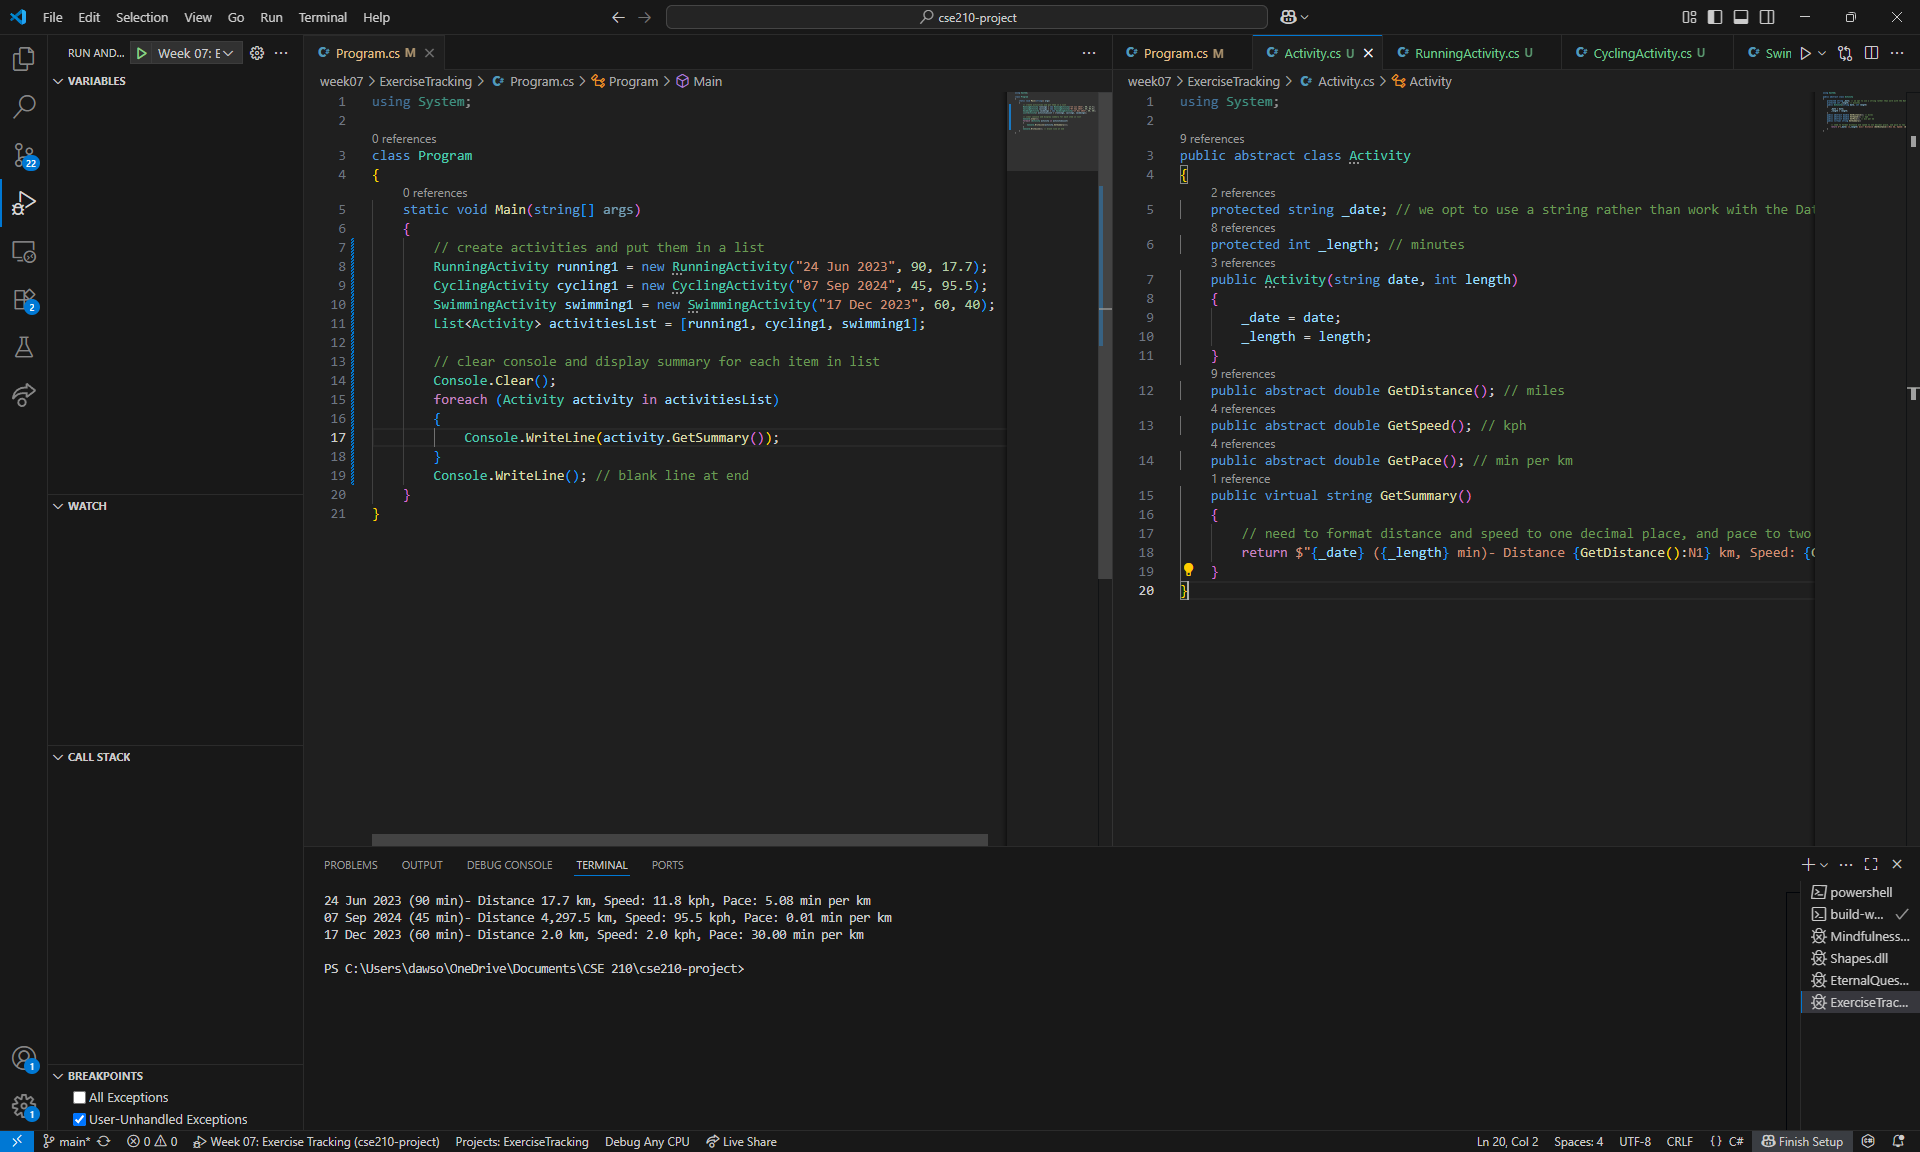 File Edit Selection View Go Run Terminal Help
cse210-project
RUN AND... Week 07: E
VARIABLES
WATCH
CALL STACK
BREAKPOINTS
All Exceptions
User-Unhandled Exceptions
22
2
1
1
Program.cs M
week07 > ExerciseTracking > Program.cs > Program > Main
1 using System;
2
0 references
3 class Program
4 {
0 references
5 static void Main(string[] args)
6 {
7 // create activities and put them in a list
8 RunningActivity running1 = new RunningActivity("24 Jun 2023", 90, 17.7);
9 CyclingActivity cycling1 = new CyclingActivity("07 Sep 2024", 45, 95.5);
10 SwimmingActivity swimming1 = new SwimmingActivity("17 Dec 2023", 60, 40);
11 List<Activity> activitiesList = [running1, cycling1, swimming1];
12
13 // clear console and display summary for each item in list
14 Console.Clear();
15 foreach (Activity activity in activitiesList)
16 {
17 Console.WriteLine(activity.GetSummary());
18 }
19 Console.WriteLine(); // blank line at end
20 }
21 }
Program.cs M Activity.cs U RunningActivity.cs U CyclingActivity.cs U Swin
week07 > ExerciseTracking > Activity.cs > Activity
1 using System;
2
9 references
3 public abstract class Activity
4 {
2 references
5 protected string _date; // we opt to use a string rather than work with the Dat
8 references
6 protected int _length; // minutes
3 references
7 public Activity(string date, int length)
8 {
9 _date = date;
10 _length = length;
11 }
9 references
12 public abstract double GetDistance(); // miles
4 references
13 public abstract double GetSpeed(); // kph
4 references
14 public abstract double GetPace(); // min per km
1 reference
15 public virtual string GetSummary()
16 {
17 // need to format distance and speed to one decimal place, and pace to two
18 return $"{_date} ({_length} min)- Distance {GetDistance():N1} km, Speed: {G
19 }
20 }
PROBLEMS OUTPUT DEBUG CONSOLE TERMINAL PORTS
24 Jun 2023 (90 min)- Distance 17.7 km, Speed: 11.8 kph, Pace: 5.08 min per km
07 Sep 2024 (45 min)- Distance 4,297.5 km, Speed: 95.5 kph, Pace: 0.01 min per km
17 Dec 2023 (60 min)- Distance 2.0 km, Speed: 2.0 kph, Pace: 30.00 min per km
PS C:\Users\dawso\OneDrive\Documents\CSE 210\cse210-project>
powershell
build-w...
Mindfulness...
Shapes.dll
EternalQues...
ExerciseTrac...
main* 0 0 Week 07: Exercise Tracking (cse210-project) Projects: ExerciseTracking Debug Any CPU Live Share Ln 20, Col 2 Spaces: 4 UTF-8 CRLF {} C# Finish Setup